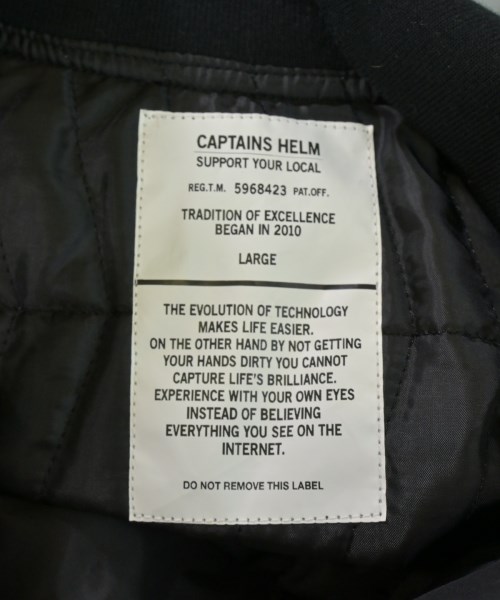 CAPTAINS HELM
SUPPORT YOUR LOCAL
REG.T.M. 5968423 PAT.OFF.
TRADITION OF EXCELLENCE
BEGAN IN 2010
LARGE
THE EVOLUTION OF TECHNOLOGY
MAKES LIFE EASIER.
ON THE OTHER HAND BY NOT GETTING
YOUR HANDS DIRTY YOU CANNOT
CAPTURE LIFE'S BRILLIANCE.
EXPERIENCE WITH YOUR OWN EYES
INSTEAD OF BELIEVING
EVERYTHING YOU SEE ON THE
INTERNET.
DO NOT REMOVE THIS LABEL